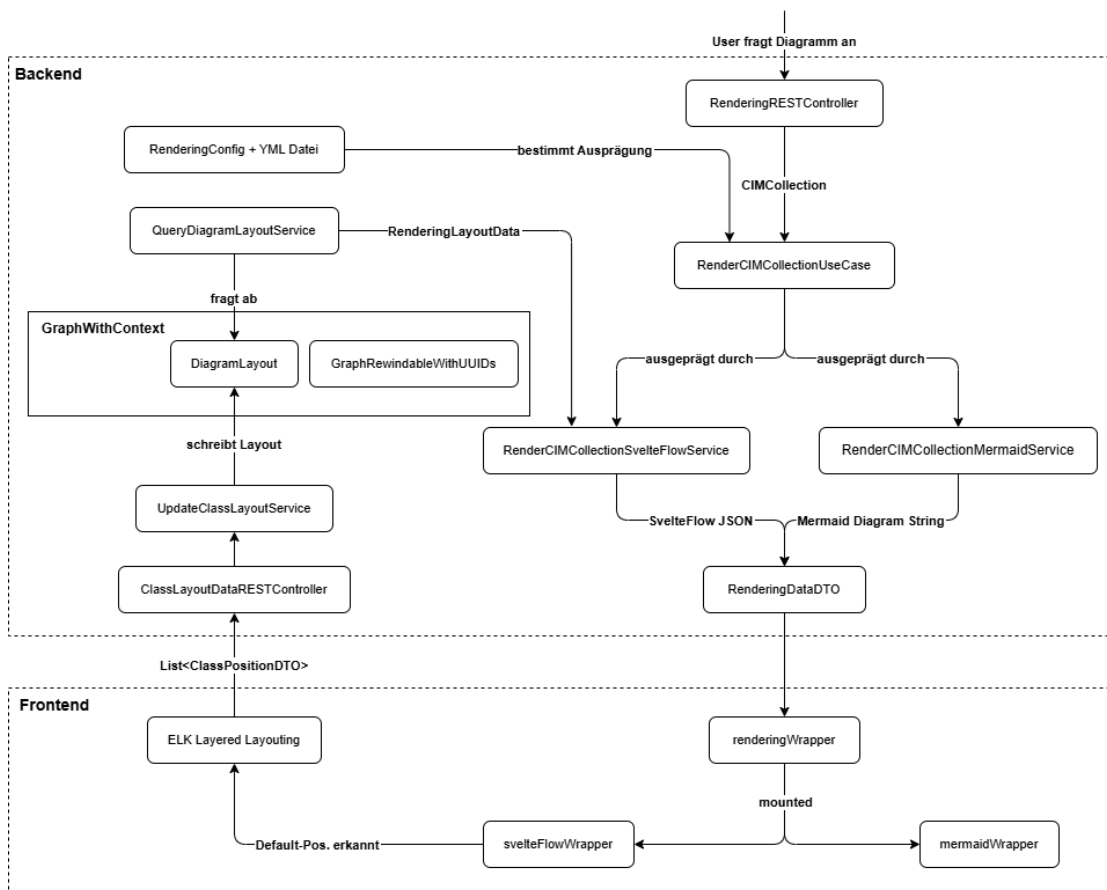 User fragt Diagramm an
Backend
RenderingRESTController
RenderingConfig + YML Datei
bestimmt Ausprägung
CIMCollection
QueryDiagramLayoutService
RenderingLayoutData
RenderCIMCollectionUseCase
fragt ab
GraphWithContext
DiagramLayout
GraphRewindableWithUUIDs
ausgeprägt durch
ausgeprägt durch
schreibt Layout
RenderCIMCollectionSvelteFlowService
RenderCIMCollectionMermaidService
UpdateClassLayoutService
SvelteFlow JSON
Mermaid Diagram String
ClassLayoutDataRESTController
RenderingDataDTO
List<ClassPositionDTO>
Frontend
ELK Layered Layouting
renderingWrapper
mounted
Default-Pos. erkannt
svelteFlowWrapper
mermaidWrapper